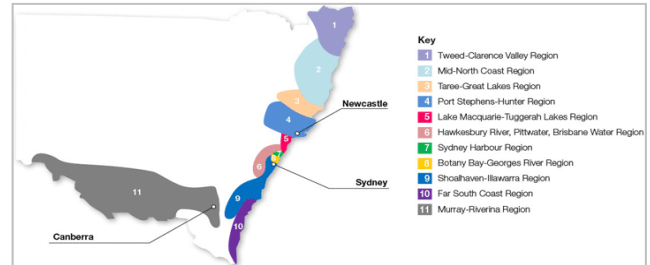 1
2
3
4
5
6
7
8
9
10
11
Newcastle
Sydney
Canberra
Key
1 Tweed-Clarence Valley Region
2 Mid-North Coast Region
3 Taree-Great Lakes Region
4 Port Stephens-Hunter Region
5 Lake Macquarie-Tuggerah Lakes Region
6 Hawkesbury River, Pittwater, Brisbane Water Region
7 Sydney Harbour Region
8 Botany Bay-Georges River Region
9 Shoalhaven-Illawarra Region
10 Far South Coast Region
11 Murray-Riverina Region